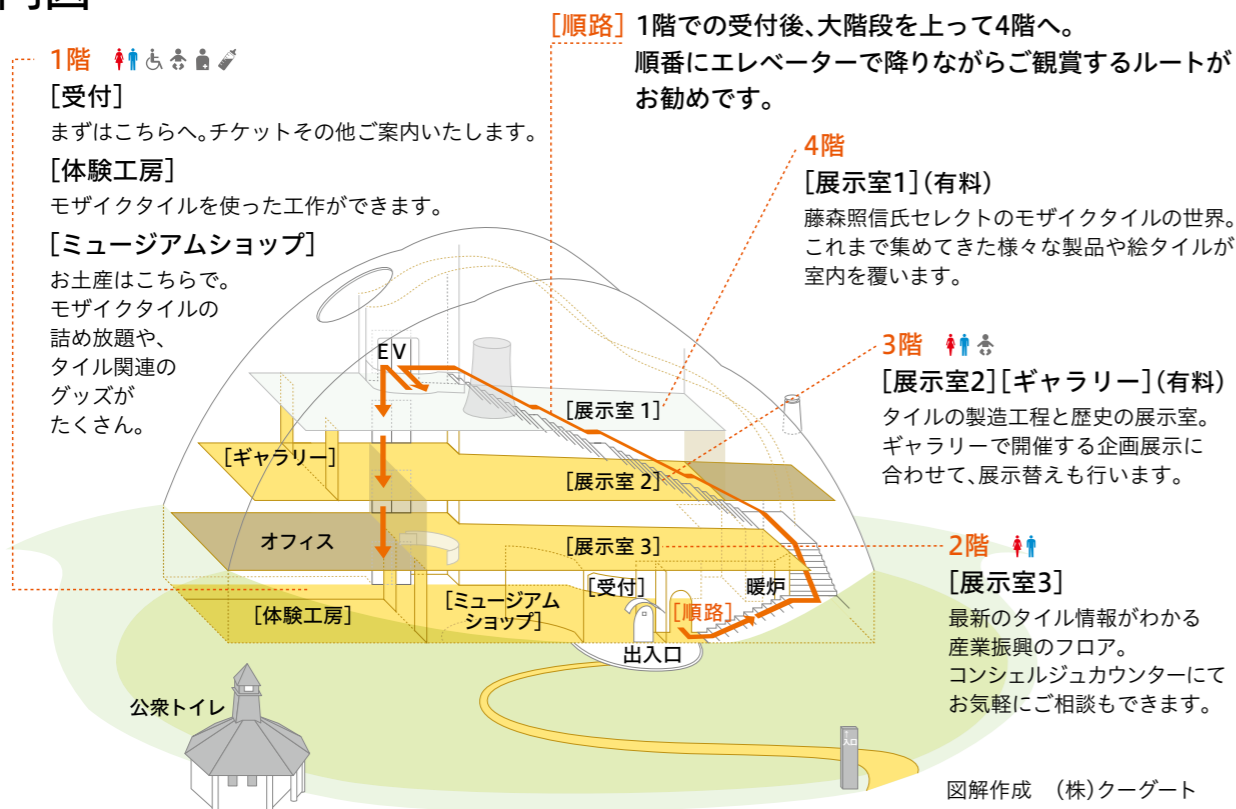 [順路] 1階での受付後、大階段を上って4階へ。
順番にエレベーターで降りながらご観賞するルートが
お勧めです。
1階
[受付]
まずはこちらへ。チケットその他ご案内いたします。
[体験工房]
モザイクタイルを使った工作ができます。
[ミュージアムショップ]
お土産はこちらで。
モザイクタイルの
詰め放題や、
タイル関連の
グッズが
たくさん。
4階
[展示室1](有料)
藤森照信氏セレクトのモザイクタイルの世界。
これまで集めてきた様々な製品や絵タイルが
室内を覆います。
3階
[展示室2][ギャラリー](有料)
タイルの製造工程と歴史の展示室。
ギャラリーで開催する企画展示に
合わせて、展示替えも行います。
2階
[展示室3]
最新のタイル情報がわかる
産業振興のフロア。
コンシェルジュカウンターにて
お気軽にご相談もできます。
EV
[展示室 1]
[ギャラリー]
[展示室 2]
オフィス
[展示室 3]
[体験工房]
[ミュージアム
ショップ]
[受付]
[順路]
暖炉
出入口
公衆トイレ
入口
図解作成 (株)クーグート